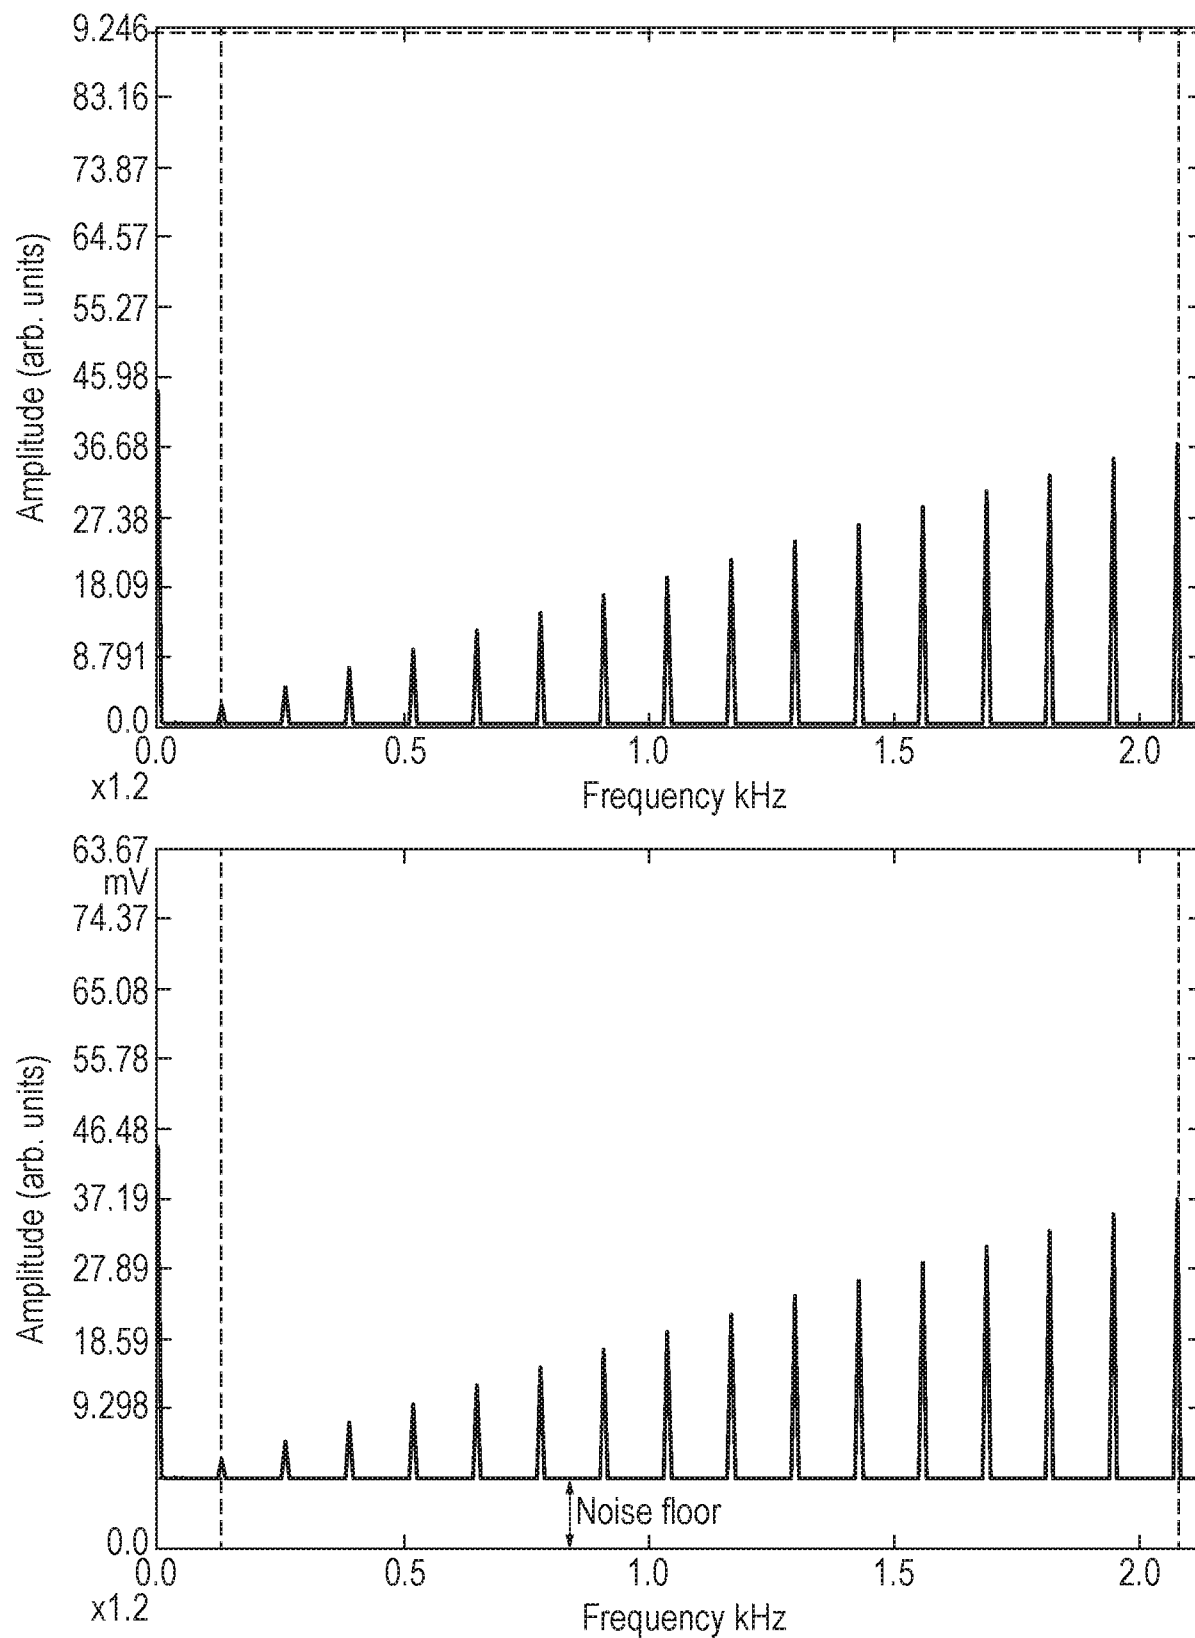 9.246
83.16
73.87
64.57
55.27
45.98
36.68
27.38
18.09
8.791
0.0
Amplitude (arb. units)
0.0 0.5 1.0 1.5 2.0
x1.2
Frequency kHz
63.67
mV
74.37
65.08
55.78
46.48
37.19
27.89
18.59
9.298
0.0
Amplitude (arb. units)
Noise floor
0.0 0.5 1.0 1.5 2.0
x1.2
Frequency kHz